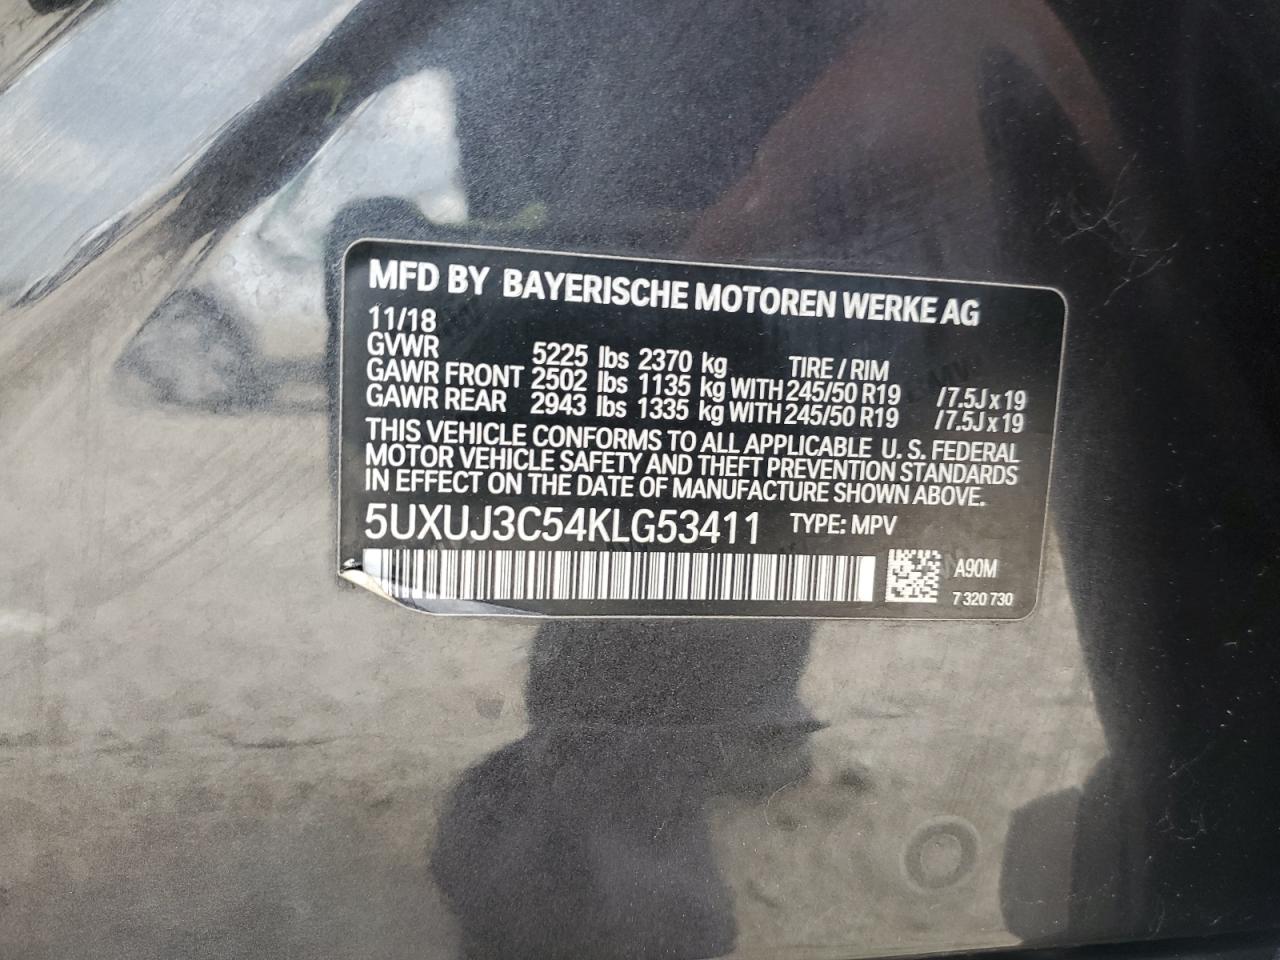 MFD BY BAYERISCHE MOTOREN WERKE AG
11/18
GVWR 5225 lbs 2370 kg TIRE / RIM
GAWR FRONT 2502 lbs 1135 kg WITH 245/50 R19 /7.5J x 19
GAWR REAR 2943 lbs 1335 kg WITH 245/50 R19 /7.5J x 19
THIS VEHICLE CONFORMS TO ALL APPLICABLE U. S. FEDERAL
MOTOR VEHICLE SAFETY AND THEFT PREVENTION STANDARDS
IN EFFECT ON THE DATE OF MANUFACTURE SHOWN ABOVE.
5UXUJ3C54KLG53411 TYPE: MPV
A90M
7 320 730